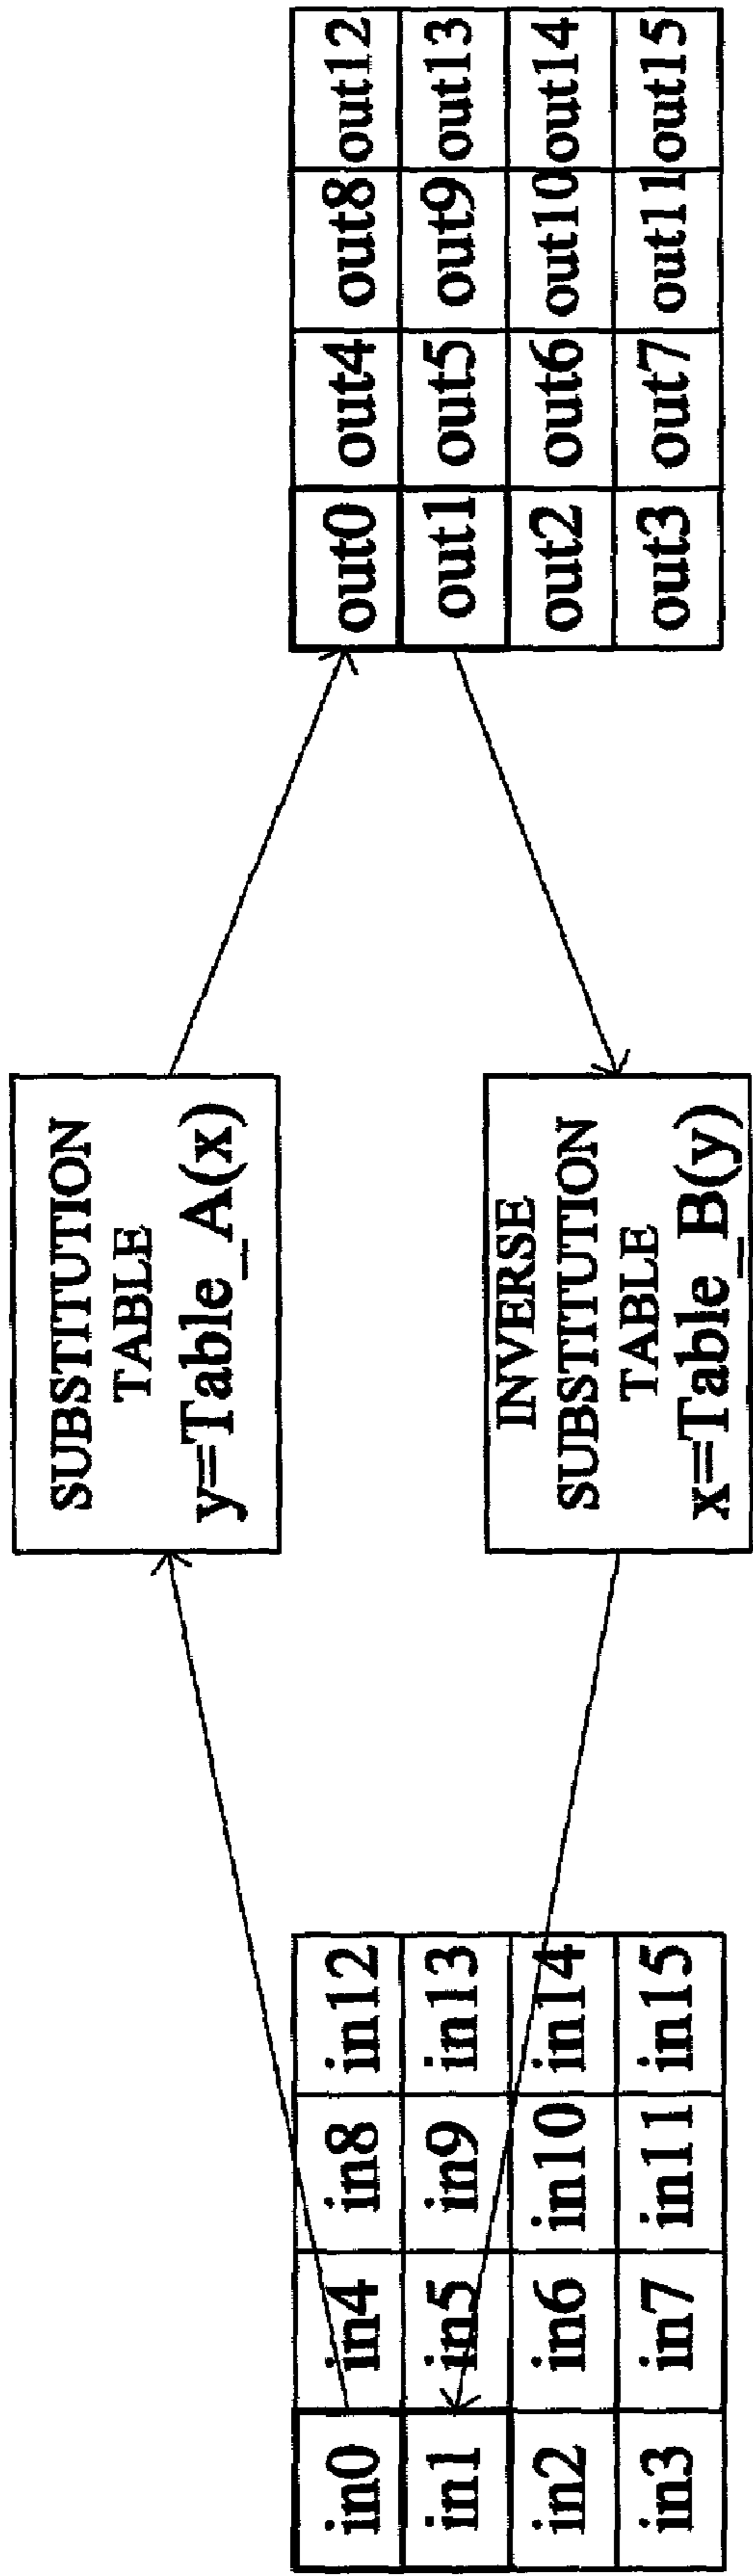 SUBSTITUTION
TABLE
y=Table_A(x)
in0 in4 in8 in12
in1 in5 in9 in13
in2 in6 in10 in14
in3 in7 in11 in15
out0 out4 out8 out12
out1 out5 out9 out13
out2 out6 out10 out14
out3 out7 out11 out15
INVERSE
SUBSTITUTION
TABLE
x=Table_B(y)